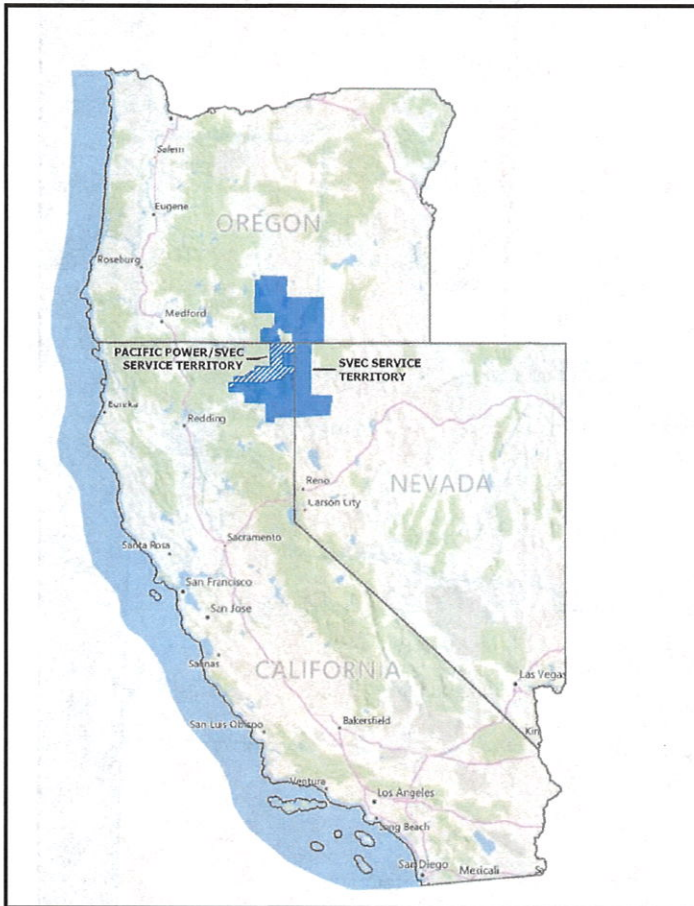 Salem
Eugene
OREGON
Roseburg
Medford
PACIFIC POWER/SVEC
SERVICE TERRITORY
SVEC SERVICE
TERRITORY
Eureka
Redding
Reno
NEVADA
Carson City
Sacramento
Santa Rosa
San Francisco
San Jose
CALIFORNIA
Salinas
Las Vegas
San Luis Obispo
Bakersfield
Kin
Ventura
Los Angeles
Long Beach
San Diego
Mexicali
S